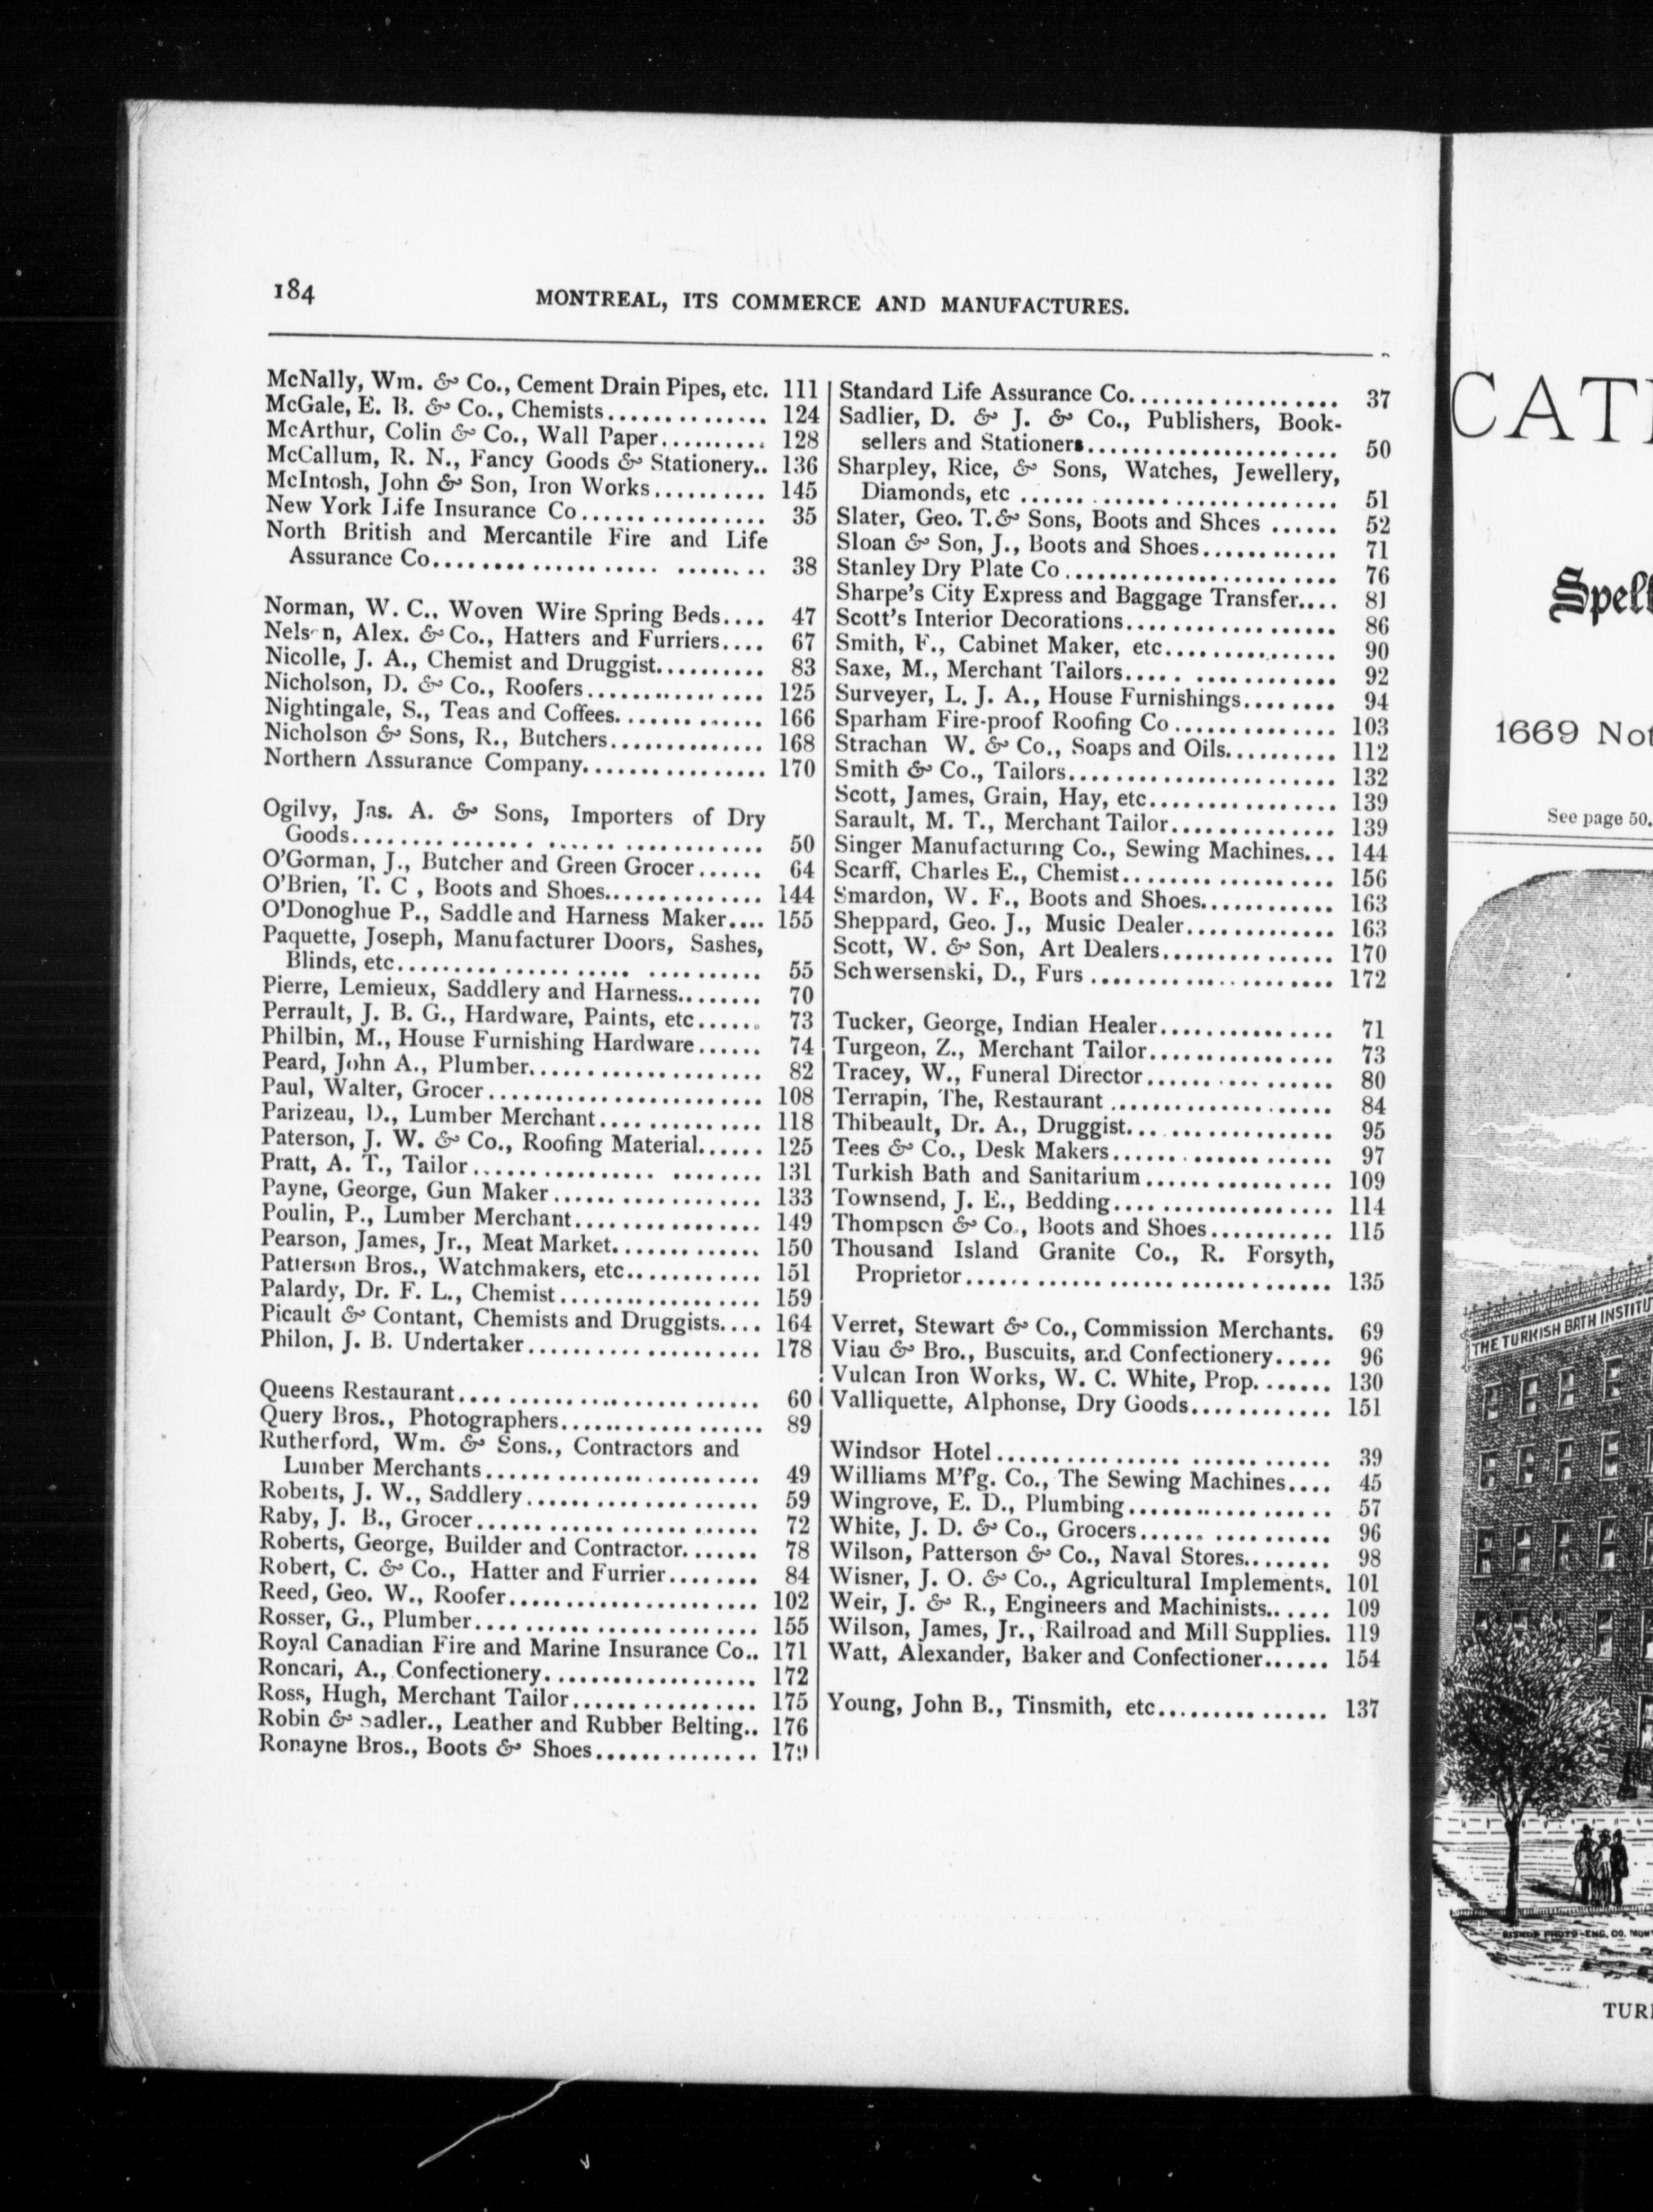 184
MONTREAL, ITS COMMERCE AND MANUFACTURES.
McNally, Wm. & Co., Cement Drain Pipes, etc. 111
McGale, E. B. & Co., Chemists............... 124
McArthur, Colin & Co., Wall Paper.......... 128
McCallum, R. N., Fancy Goods & Stationery.. 136
McIntosh, John & Son, Iron Works.......... 145
New York Life Insurance Co................ 35
North British and Mercantile Fire and Life
Assurance Co............................ 38
Norman, W. C., Woven Wire Spring Beds.... 47
Nels n, Alex. & Co., Hatters and Furriers.... 67
Nicolle, J. A., Chemist and Druggist.......... 83
Nicholson, D. & Co., Roofers................ 125
Nightingale, S., Teas and Coffees............. 166
Nicholson & Sons, R., Butchers.............. 168
Northern Assurance Company................ 170
Ogilvy, Jas. A. & Sons, Importers of Dry
Goods.................................... 50
O'Gorman, J., Butcher and Green Grocer...... 64
O'Brien, T. C , Boots and Shoes.............. 144
O'Donoghue P., Saddle and Harness Maker.... 155
Paquette, Joseph, Manufacturer Doors, Sashes,
Blinds, etc............................... 55
Pierre, Lemieux, Saddlery and Harness........ 70
Perrault, J. B. G., Hardware, Paints, etc...... 73
Philbin, M., House Furnishing Hardware...... 74
Peard, John A., Plumber.................... 82
Paul, Walter, Grocer........................ 108
Parizeau, D., Lumber Merchant.............. 118
Paterson, J. W. & Co., Roofing Material...... 125
Pratt, A. T., Tailor......................... 131
Payne, George, Gun Maker.................. 133
Poulin, P., Lumber Merchant................ 149
Pearson, James, Jr., Meat Market............. 150
Patterson Bros., Watchmakers, etc............ 151
Palardy, Dr. F. L., Chemist.................. 159
Picault & Contant, Chemists and Druggists.... 164
Philon, J. B. Undertaker.................... 178
Queens Restaurant.......................... 60
Query Bros., Photographers.................. 89
Rutherford, Wm. & Sons., Contractors and
Lumber Merchants........................ 49
Roberts, J. W., Saddlery.................... 59
Raby, J. B., Grocer........................ 72
Roberts, George, Builder and Contractor....... 78
Robert, C. & Co., Hatter and Furrier........ 84
Reed, Geo. W., Roofer...................... 102
Rosser, G., Plumber........................ 155
Royal Canadian Fire and Marine Insurance Co.. 171
Roncari, A., Confectionery................... 172
Ross, Hugh, Merchant Tailor................ 175
Robin & Sadler., Leather and Rubber Belting.. 176
Ronayne Bros., Boots & Shoes.............. 179
Standard Life Assurance Co.................. 37
Sadlier, D. & J. & Co., Publishers, Book-
sellers and Stationers...................... 50
Sharpley, Rice, & Sons, Watches, Jewellery,
Diamonds, etc ............................ 51
Slater, Geo. T.& Sons, Boots and Shces ...... 52
Sloan & Son, J., Boots and Shoes............ 71
Stanley Dry Plate Co........................ 76
Sharpe's City Express and Baggage Transfer.... 81
Scott's Interior Decorations.................. 86
Smith, F., Cabinet Maker, etc............... 90
Saxe, M., Merchant Tailors..... ............ 92
Surveyer, L. J. A., House Furnishings........ 94
Sparham Fire-proof Roofing Co.............. 103
Strachan W. & Co., Soaps and Oils.......... 112
Smith & Co., Tailors........................ 132
Scott, James, Grain, Hay, etc................ 139
Sarault, M. T., Merchant Tailor.............. 139
Singer Manufacturing Co., Sewing Machines... 144
Scarff, Charles E., Chemist................... 156
Smardon, W. F., Boots and Shoes............ 163
Sheppard, Geo. J., Music Dealer............. 163
Scott, W. & Son, Art Dealers............... 170
Schwersenski, D., Furs ..................... 172
Tucker, George, Indian Healer............... 71
Turgeon, Z., Merchant Tailor................ 73
Tracey, W., Funeral Director................ 80
Terrapin, The, Restaurant ................... 84
Thibeault, Dr. A., Druggist.................. 95
Tees & Co., Desk Makers................... 97
Turkish Bath and Sanitarium................ 109
Townsend, J. E., Bedding................... 114
Thompscn & Co., Boots and Shoes........... 115
Thousand Island Granite Co., R. Forsyth,
Proprietor................................ 135
Verret, Stewart & Co., Commission Merchants. 69
Viau & Bro., Buscuits, and Confectionery..... 96
Vulcan Iron Works, W. C. White, Prop....... 130
Valliquette, Alphonse, Dry Goods............ 151
Windsor Hotel............................. 39
Williams M'f'g. Co., The Sewing Machines.... 45
Wingrove, E. D., Plumbing.................. 57
White, J. D. & Co., Grocers...... .......... 96
Wilson, Patterson & Co., Naval Stores........ 98
Wisner, J. O. & Co., Agricultural Implements. 101
Weir, J. & R., Engineers and Machinists...... 109
Wilson, James, Jr., Railroad and Mill Supplies. 119
Watt, Alexander, Baker and Confectioner...... 154
Young, John B., Tinsmith, etc............... 137
CAT
Spell
1669 Not
See page 50.
THE TURKISH BATH INSTITU
BISHOP PHOTO-ENG. CO. MON
TUR